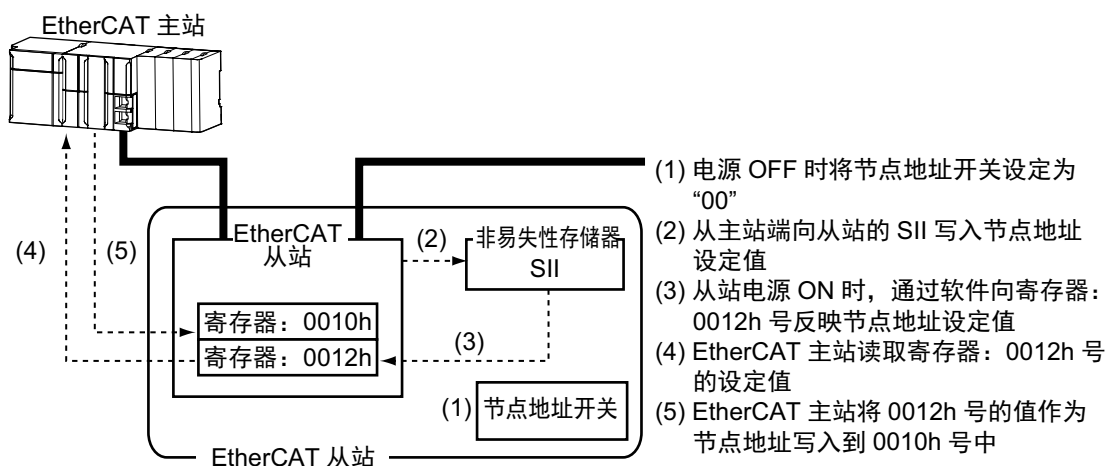 EtherCAT 主站
(4)
(5)
EtherCAT
从站
(2)
非易失性存储器
SII
寄存器：0010h
寄存器：0012h
(3)
(1)
节点地址开关
EtherCAT 从站
(1) 电源 OFF 时将节点地址开关设定为
“00”
(2) 从主站端向从站的 SII 写入节点地址
设定值
(3) 从站电源 ON 时，通过软件向寄存器：
0012h 号反映节点地址设定值
(4) EtherCAT 主站读取寄存器：0012h 号
的设定值
(5) EtherCAT 主站将 0012h 号的值作为
节点地址写入到 0010h 号中